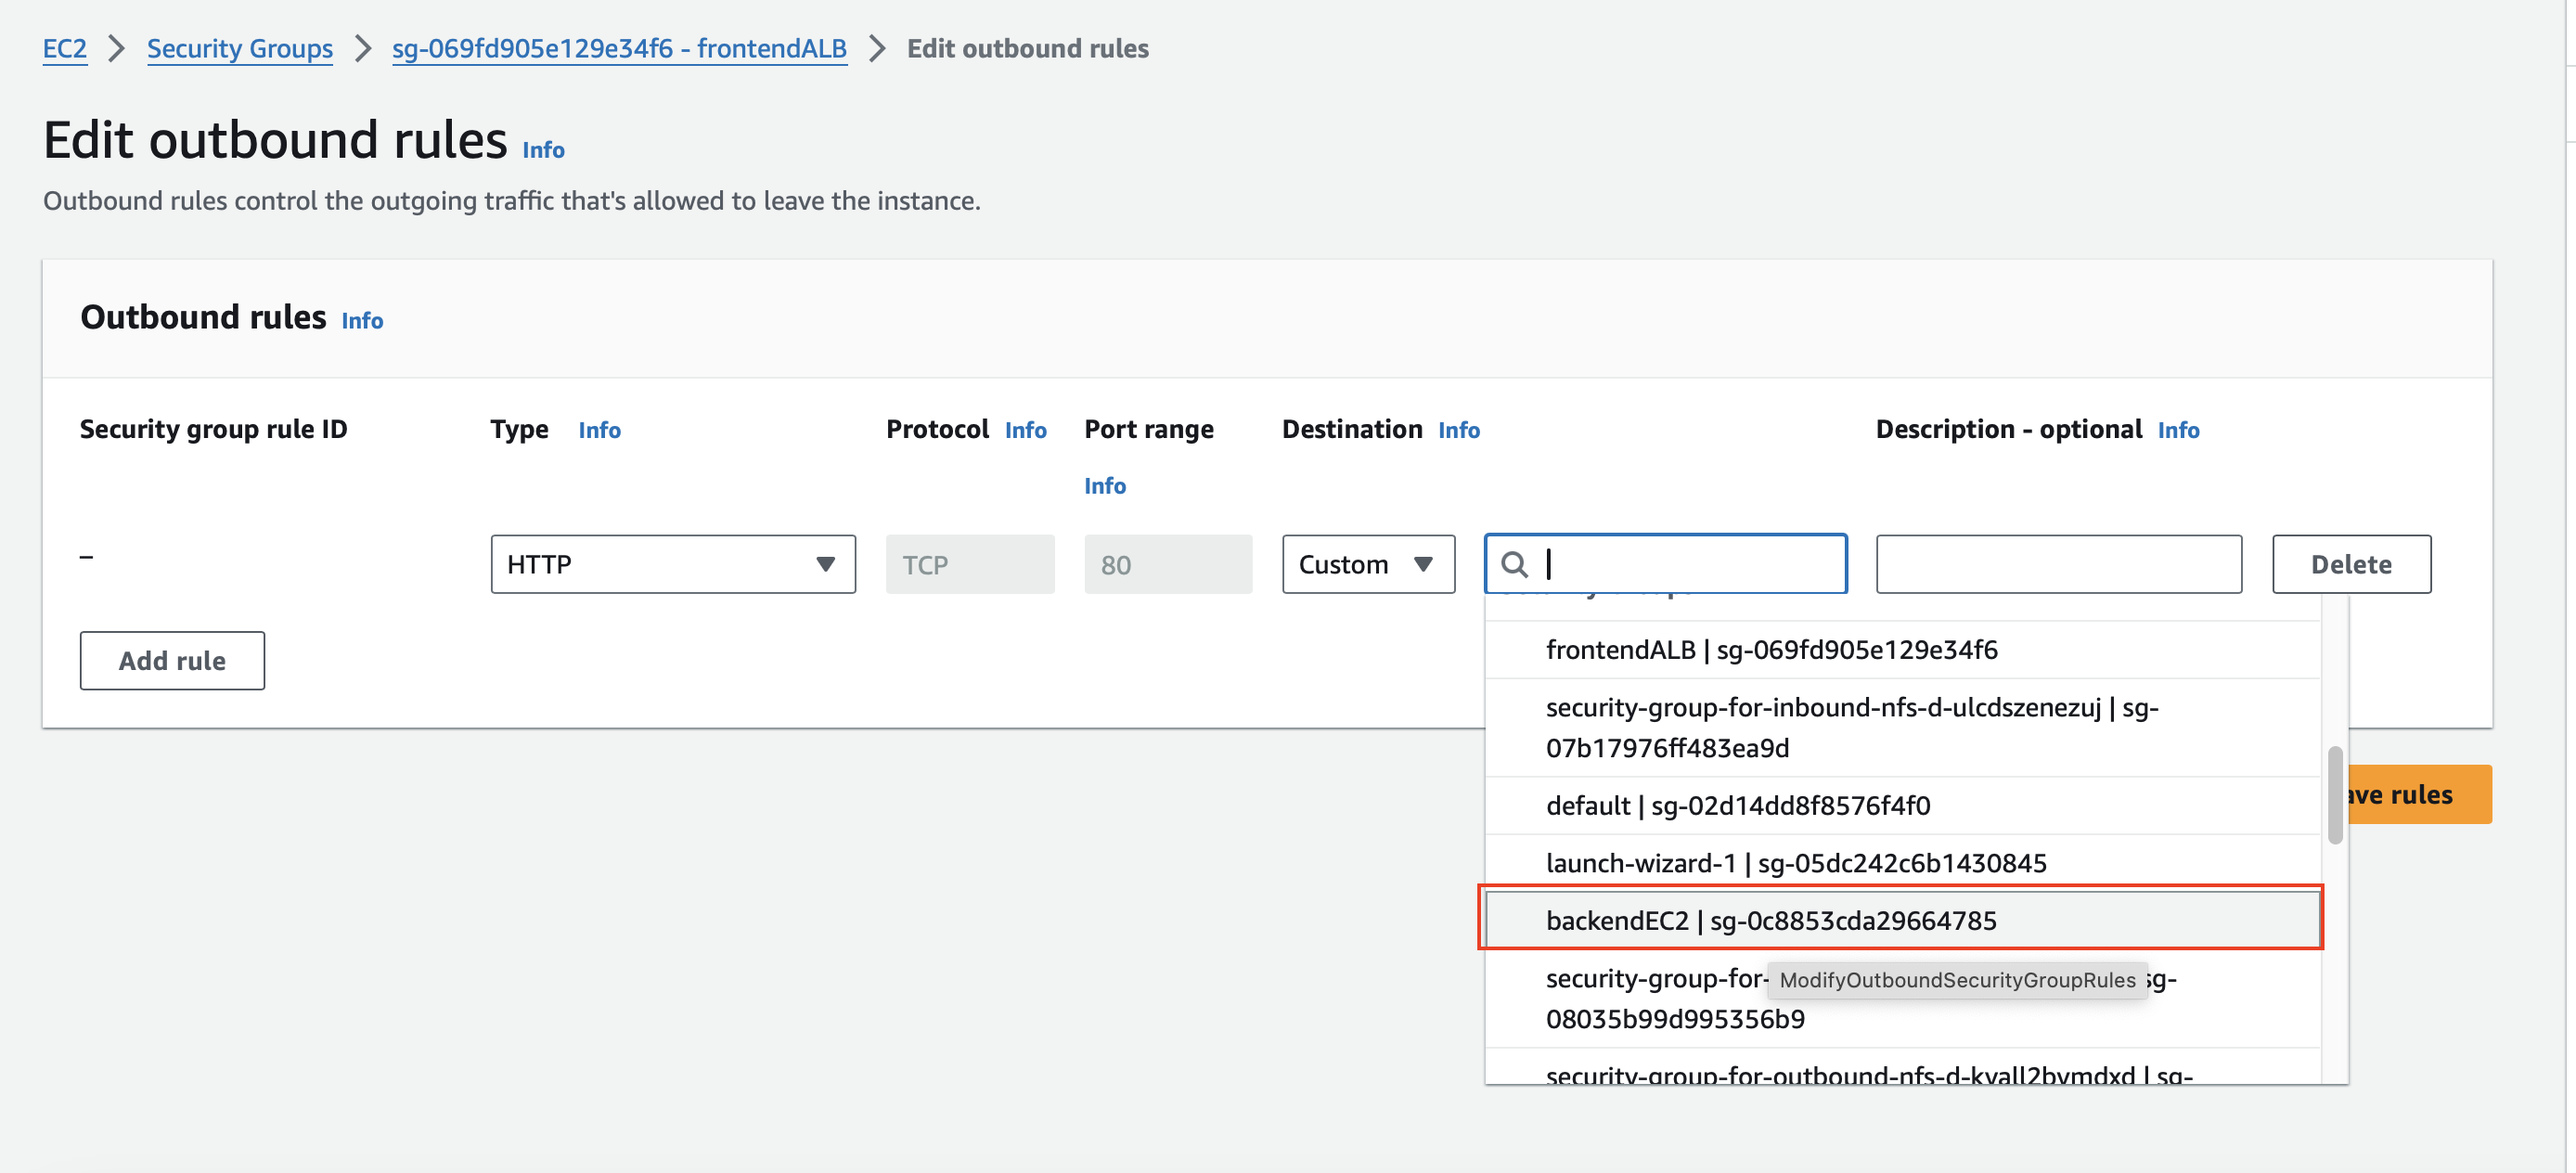 EC2 > Security Groups > sg-069fd905e129e34f6 - frontendALB > Edit outbound rules
Edit outbound rules Info
Outbound rules control the outgoing traffic that's allowed to leave the instance.
Outbound rules Info
Security group rule ID Type Info Protocol Info Port range Info Destination Info Description - optional Info
– HTTP TCP 80 Custom Delete
Add rule
frontendALB | sg-069fd905e129e34f6
security-group-for-inbound-nfs-d-ulcdszenezuj | sg-
07b17976ff483ea9d
default | sg-02d14dd8f8576f4f0
ave rules
launch-wizard-1 | sg-05dc242c6b1430845
backendEC2 | sg-0c8853cda29664785
security-group-for- ModifyOutboundSecurityGroupRules sg-
08035b99d995356b9
security-group-for-outbound-nfs-d-kyall2bvmdxd | sg-